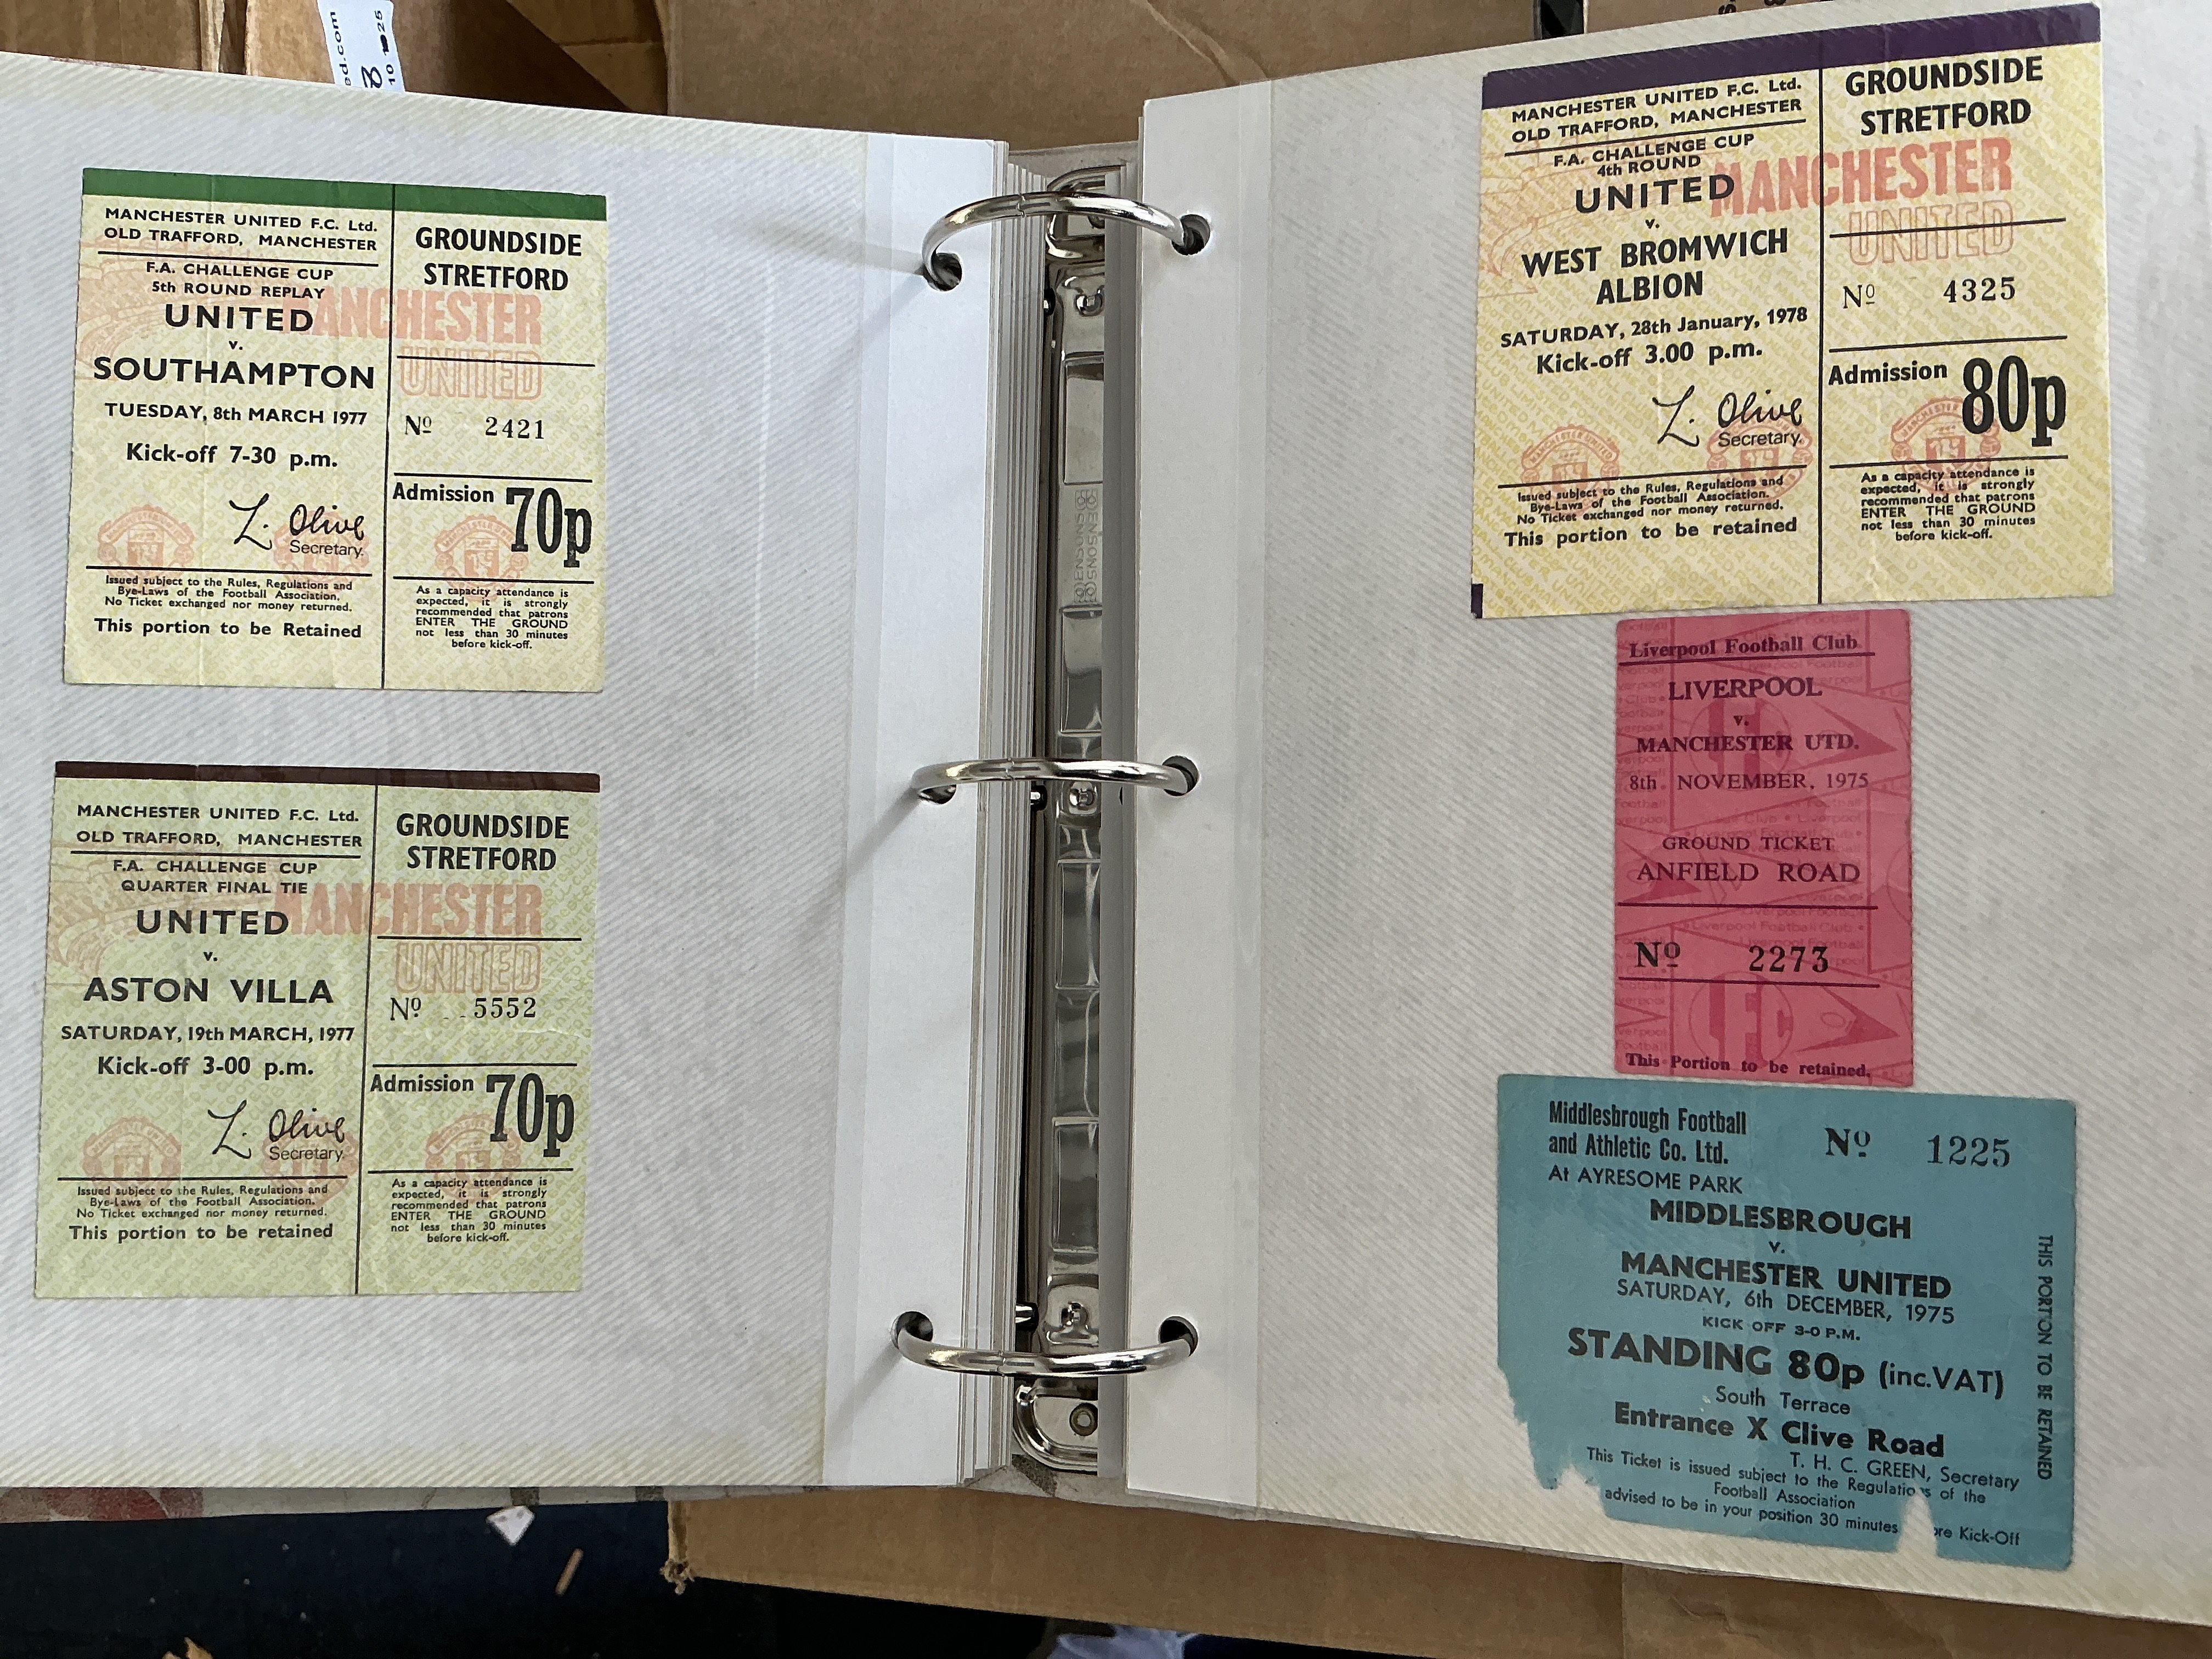 ed.com
MANCHESTER UNITED F.C. Ltd.
OLD TRAFFORD, MANCHESTER
F.A. CHALLENGE CUP
5th ROUND REPLAY
UNITED
v.
SOUTHAMPTON
TUESDAY, 8th MARCH 1977
Kick-off 7-30 p.m.
L. Olive
Secretary.
Issued subject to the Rules, Regulations and
Bye-Laws of the Football Association.
No Ticket exchanged nor money returned.
This portion to be Retained
GROUNDSIDE
STRETFORD
MANCHESTER
UNITED
Nº 2421
Admission 70p
As a capacity attendance is
expected, it is strongly
recommended that patrons
ENTER THE GROUND
not less than 30 minutes
before kick-off.
MANCHESTER UNITED F.C. Ltd.
OLD TRAFFORD, MANCHESTER
F.A. CHALLENGE CUP
QUARTER FINAL TIE
UNITED
v.
ASTON VILLA
SATURDAY, 19th MARCH, 1977
Kick-off 3-00 p.m.
L. Olive
Secretary.
Issued subject to the Rules, Regulations and
Bye-Laws of the Football Association.
No Ticket exchanged nor money returned.
This portion to be retained
GROUNDSIDE
STRETFORD
MANCHESTER
UNITED
Nº 5552
Admission 70p
As a capacity attendance is
expected, it is strongly
recommended that patrons
ENTER THE GROUND
not less than 30 minutes
before kick-off.
BENSONS
MANCHESTER UNITED F.C. Ltd.
OLD TRAFFORD, MANCHESTER
F.A. CHALLENGE CUP
4th ROUND
UNITED
v.
WEST BROMWICH
ALBION
SATURDAY, 28th January, 1978
Kick-off 3.00 p.m.
L. Olive
Secretary.
Issued subject to the Rules, Regulations and
Bye-Laws of the Football Association.
No Ticket exchanged nor money returned.
This portion to be retained
GROUNDSIDE
STRETFORD
MANCHESTER
UNITED
Nº 4325
Admission 80p
As a capacity attendance is
expected, it is strongly
recommended that patrons
ENTER THE GROUND
not less than 30 minutes
before kick-off.
Liverpool Football Club
LIVERPOOL
v.
MANCHESTER UTD.
8th NOVEMBER, 1975
GROUND TICKET
ANFIELD ROAD
Nº 2273
LFC
This Portion to be retained.
Middlesbrough Football
and Athletic Co. Ltd.
At AYRESOME PARK
Nº 1225
MIDDLESBROUGH
v.
MANCHESTER UNITED
SATURDAY, 6th DECEMBER, 1975
KICK OFF 3-0 P.M.
STANDING 80p (inc.VAT)
South Terrace
Entrance X Clive Road
T. H. C. GREEN, Secretary
This Ticket is issued subject to the Regulations of the
Football Association
advised to be in your position 30 minutes ore Kick-Off
THIS PORTION TO BE RETAINED